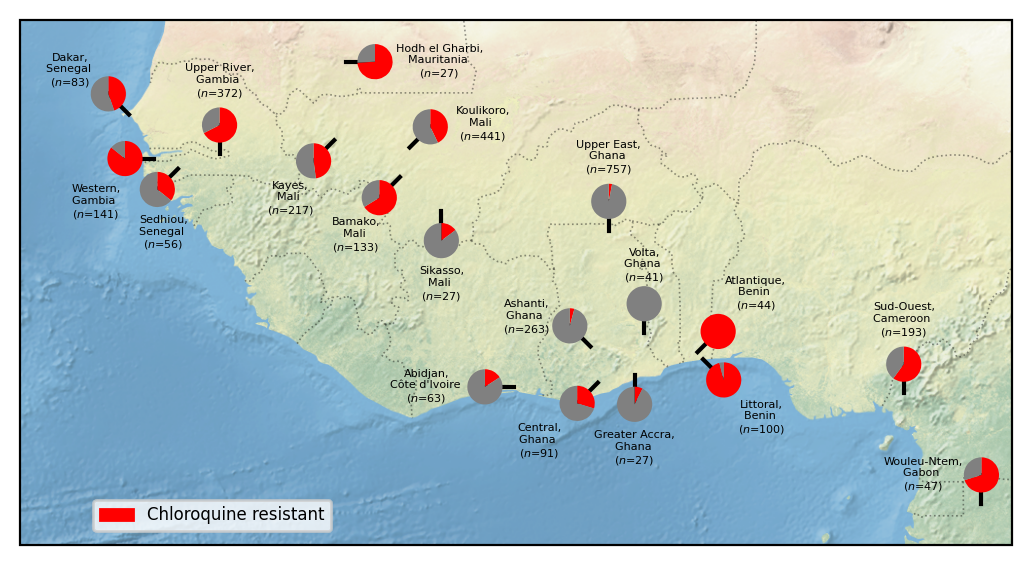 Hodh el Gharbi,
Mauritania
(n=27)
Dakar,
Senegal
(n=83)
Upper River,
Gambia
(n=372)
Koulikoro,
Mali
(n=441)
Upper East,
Ghana
(n=757)
Western,
Gambia
(n=141)
Kayes,
Mali
(n=217)
Sedhiou,
Senegal
(n=56)
Bamako,
Mali
(n=133)
Sikasso,
Mali
(n=27)
Volta,
Ghana
(n=41)
Atlantique,
Benin
(n=44)
Ashanti,
Ghana
(n=263)
Sud-Ouest,
Cameroon
(n=193)
Abidjan,
Côte d'Ivoire
(n=63)
Central,
Ghana
(n=91)
Greater Accra,
Ghana
(n=27)
Littoral,
Benin
(n=100)
Wouleu-Ntem,
Gabon
(n=47)
Chloroquine resistant